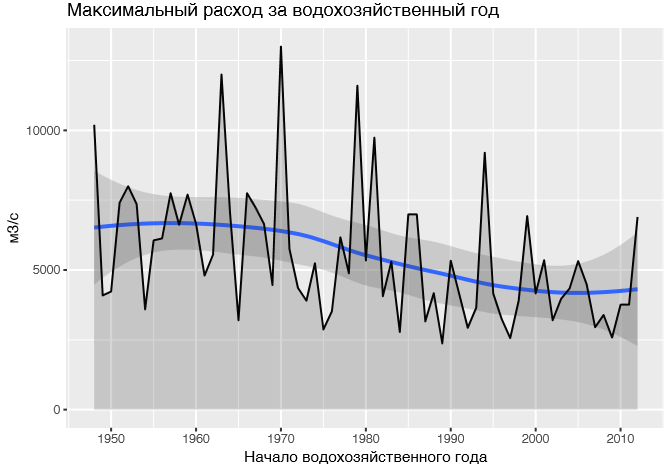 Максимальный расход за водохозяйственный год
м3/с
10000
5000
0
1950 1960 1970 1980 1990 2000 2010
Начало водохозяйственного года